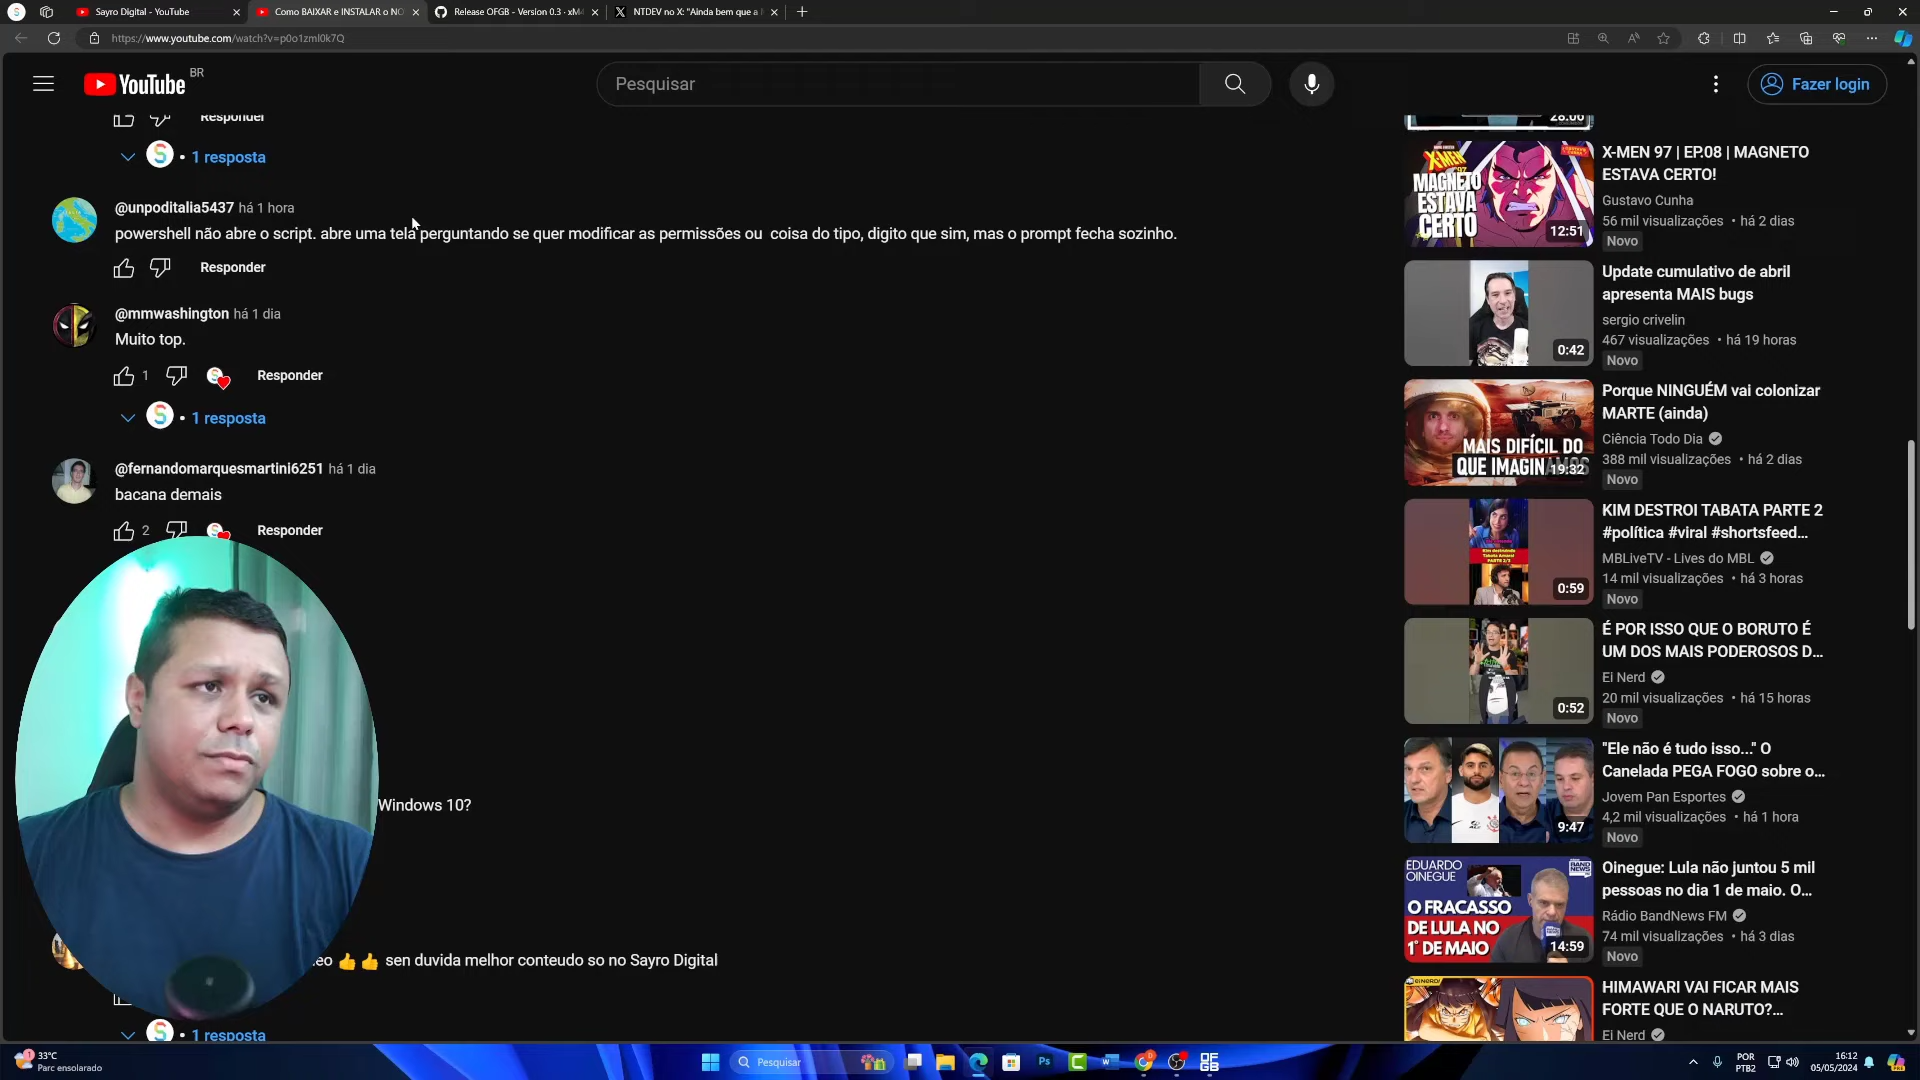 Sayro Digital - YouTube
Como BAIXAR e INSTALAR o NO
Release OFGB - Version 0.3 · xM4
NTDEV no X: "Ainda bem que a
https://www.youtube.com/watch?v=p0o1zml0k7Q
YouTube
BR
Pesquisar
Fazer login
Responder
1 resposta
@unpoditalia5437 há 1 hora
powershell não abre o script. abre uma tela perguntando se quer modificar as permissões ou coisa do tipo, digito que sim, mas o prompt fecha sozinho.
Responder
@mmwashington há 1 dia
Muito top.
1
Responder
1 resposta
@fernandomarquesmartini6251 há 1 dia
bacana demais
2
Responder
Windows 10?
eo 👍 👍 sen duvida melhor conteudo so no Sayro Digital
1 resposta
28:06
X-MEN 97
MAGNETO
ESTAVA
CERTO
12:51
X-MEN 97 | EP.08 | MAGNETO
ESTAVA CERTO!
Gustavo Cunha
56 mil visualizações • há 2 dias
Novo
0:42
Update cumulativo de abril
apresenta MAIS bugs
sergio crivelin
467 visualizações • há 19 horas
Novo
MAIS DIFÍCIL DO
QUE IMAGINAMOS
19:32
Porque NINGUÉM vai colonizar
MARTE (ainda)
Ciência Todo Dia
388 mil visualizações • há 2 dias
Novo
0:59
KIM DESTROI TABATA PARTE 2
#política #viral #shortsfeed...
MBLiveTV - Lives do MBL
14 mil visualizações • há 3 horas
Novo
0:52
É POR ISSO QUE O BORUTO É
UM DOS MAIS PODEROSOS D...
Ei Nerd
20 mil visualizações • há 15 horas
Novo
9:47
"Ele não é tudo isso..." O
Canelada PEGA FOGO sobre o...
Jovem Pan Esportes
4,2 mil visualizações • há 1 hora
Novo
EDUARDO
OINEGUE
O FRACASSO
DE LULA NO
1º DE MAIO
14:59
Oinegue: Lula não juntou 5 mil
pessoas no dia 1 de maio. O...
Rádio BandNews FM
74 mil visualizações • há 3 dias
Novo
HIMAWARI VAI FICAR MAIS
FORTE QUE O NARUTO?...
Ei Nerd
33°C
Parc ensolarado
Pesquisar
Ps
OF
GB
POR
PTB2
16:12
05/05/2024